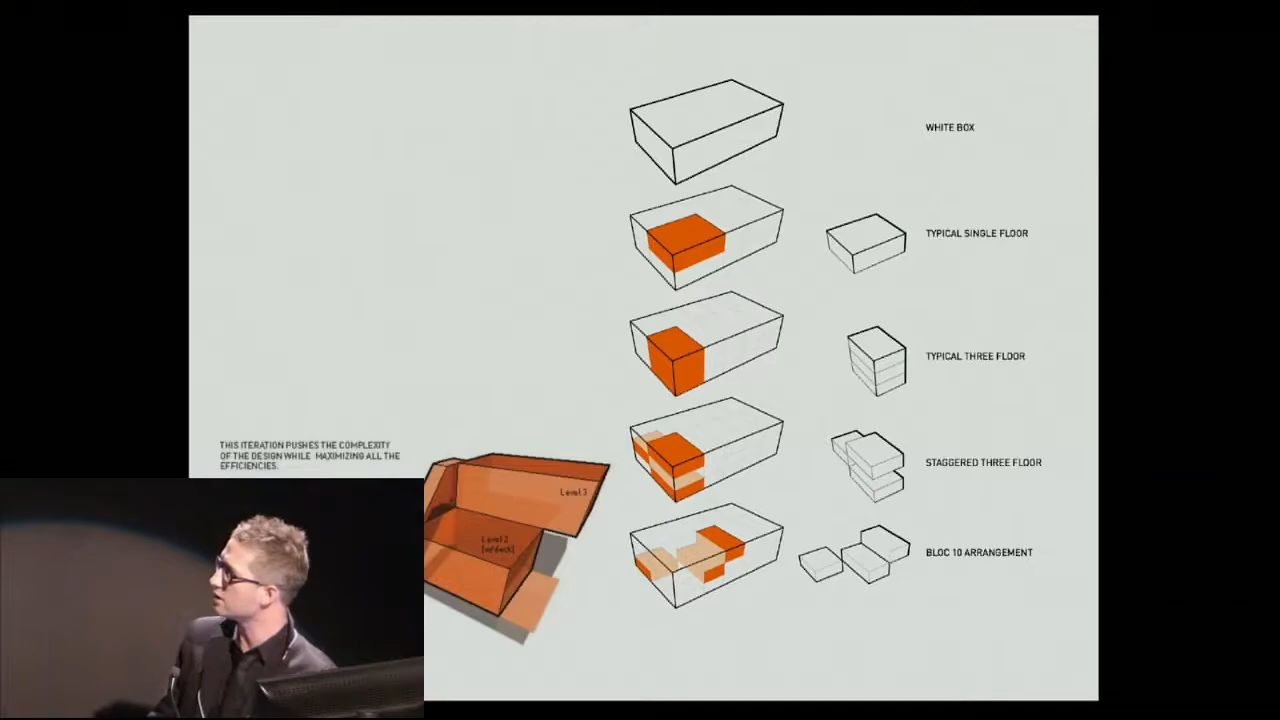 WHITE BOX
TYPICAL SINGLE FLOOR
TYPICAL THREE FLOOR
THIS ITERATION PUSHES THE COMPLEXITY
OF THE DESIGN WHILE MAXIMIZING ALL THE
EFFICIENCIES.
STAGGERED THREE FLOOR
Level 3
Level 2
[w/deck]
BLOC 10 ARRANGEMENT